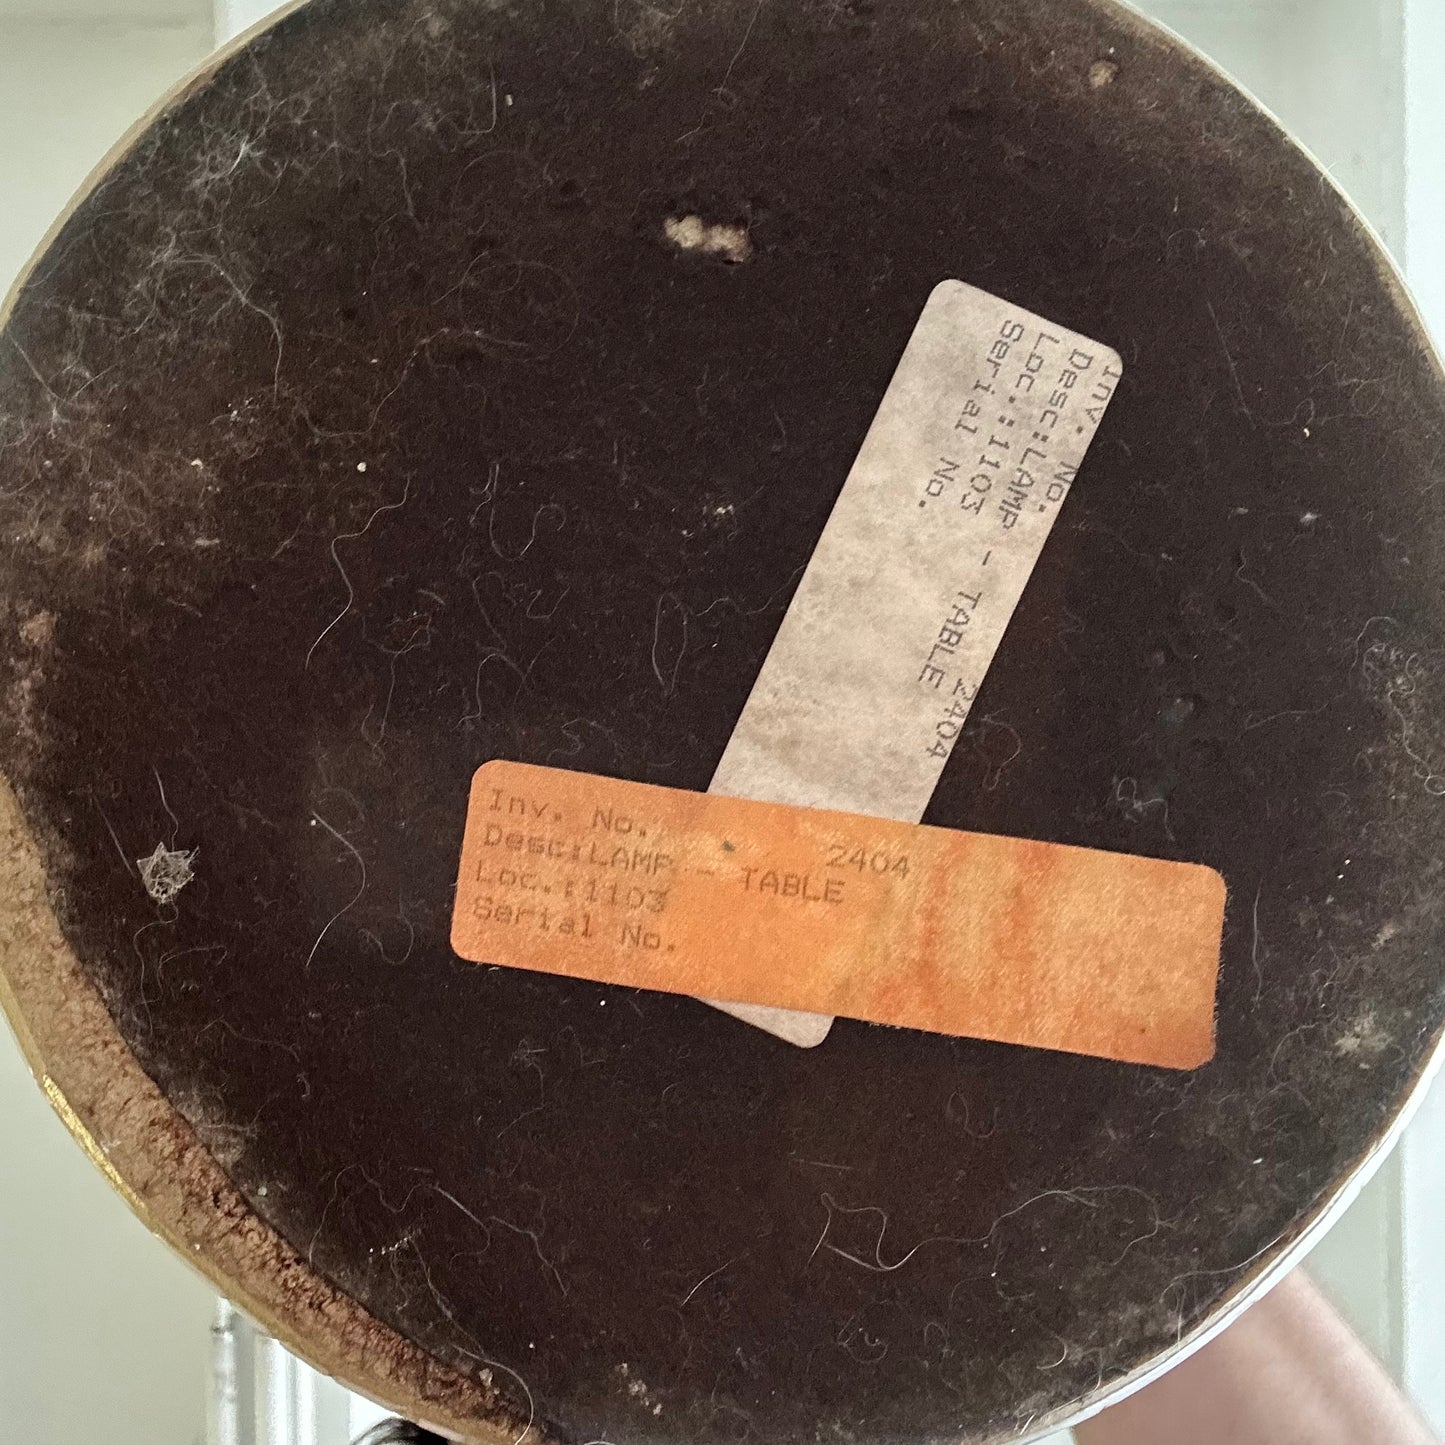 Inv. No. 2404
Desc:LAMP - TABLE
Loc.:1103
Serial No.
Inv. No. 2404
Desc:LAMP - TABLE
Loc.:1103
Serial No.